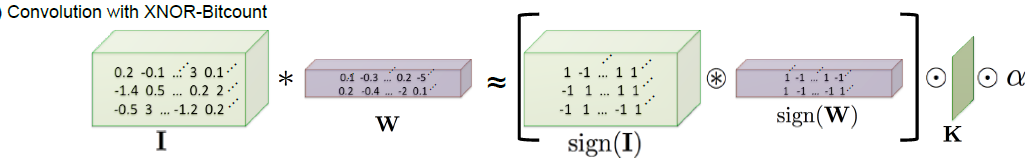 ) Convolution with XNOR-Bitcount
0.2 -0.1 ... 3 0.1
-1.4 0.5 ... 0.2 2
-0.5 3 ... -1.2 0.2
I
*
0.1 -0.3 ... 0.2 -5
0.2 -0.4 ... -2 0.1
W
≈
[
1 -1 ... 1 1
-1 1 ... 1 1
-1 1 ... -1 1
sign(I)
⊛
1 -1 ... 1 -1
1 -1 ... -1 1
sign(W)
]
⊙
K
⊙ α